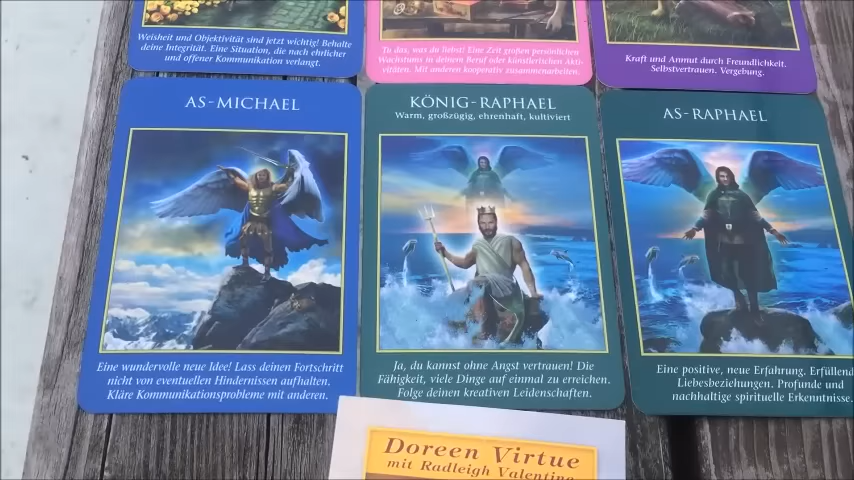 Weisheit und Objektivität sind jetzt wichtig! Behalte
deine Integrität. Eine Situation, die nach ehrlicher
und offener Kommunikation verlangt.
Tu das, was du liebst! Eine Zeit großen persönlichen
Wachstums in deinem Beruf oder künstlerischen Akti-
vitäten. Mit anderen kooperativ zusammenarbeiten.
Kraft und Anmut durch Freundlichkeit.
Selbstvertrauen. Vergebung.
AS-MICHAEL
Eine wundervolle neue Idee! Lass deinen Fortschritt
nicht von eventuellen Hindernissen aufhalten.
Kläre Kommunikationsprobleme mit anderen.
KÖNIG-RAPHAEL
Warm, großzügig, ehrenhaft, kultiviert
Ja, du kannst ohne Angst vertrauen! Die
Fähigkeit, viele Dinge auf einmal zu erreichen.
Folge deinen kreativen Leidenschaften.
AS-RAPHAEL
Eine positive, neue Erfahrung. Erfüllend
Liebesbeziehungen. Profunde und
nachhaltige spirituelle Erkenntnisse.
Doreen Virtue
mit Radleigh Valentine